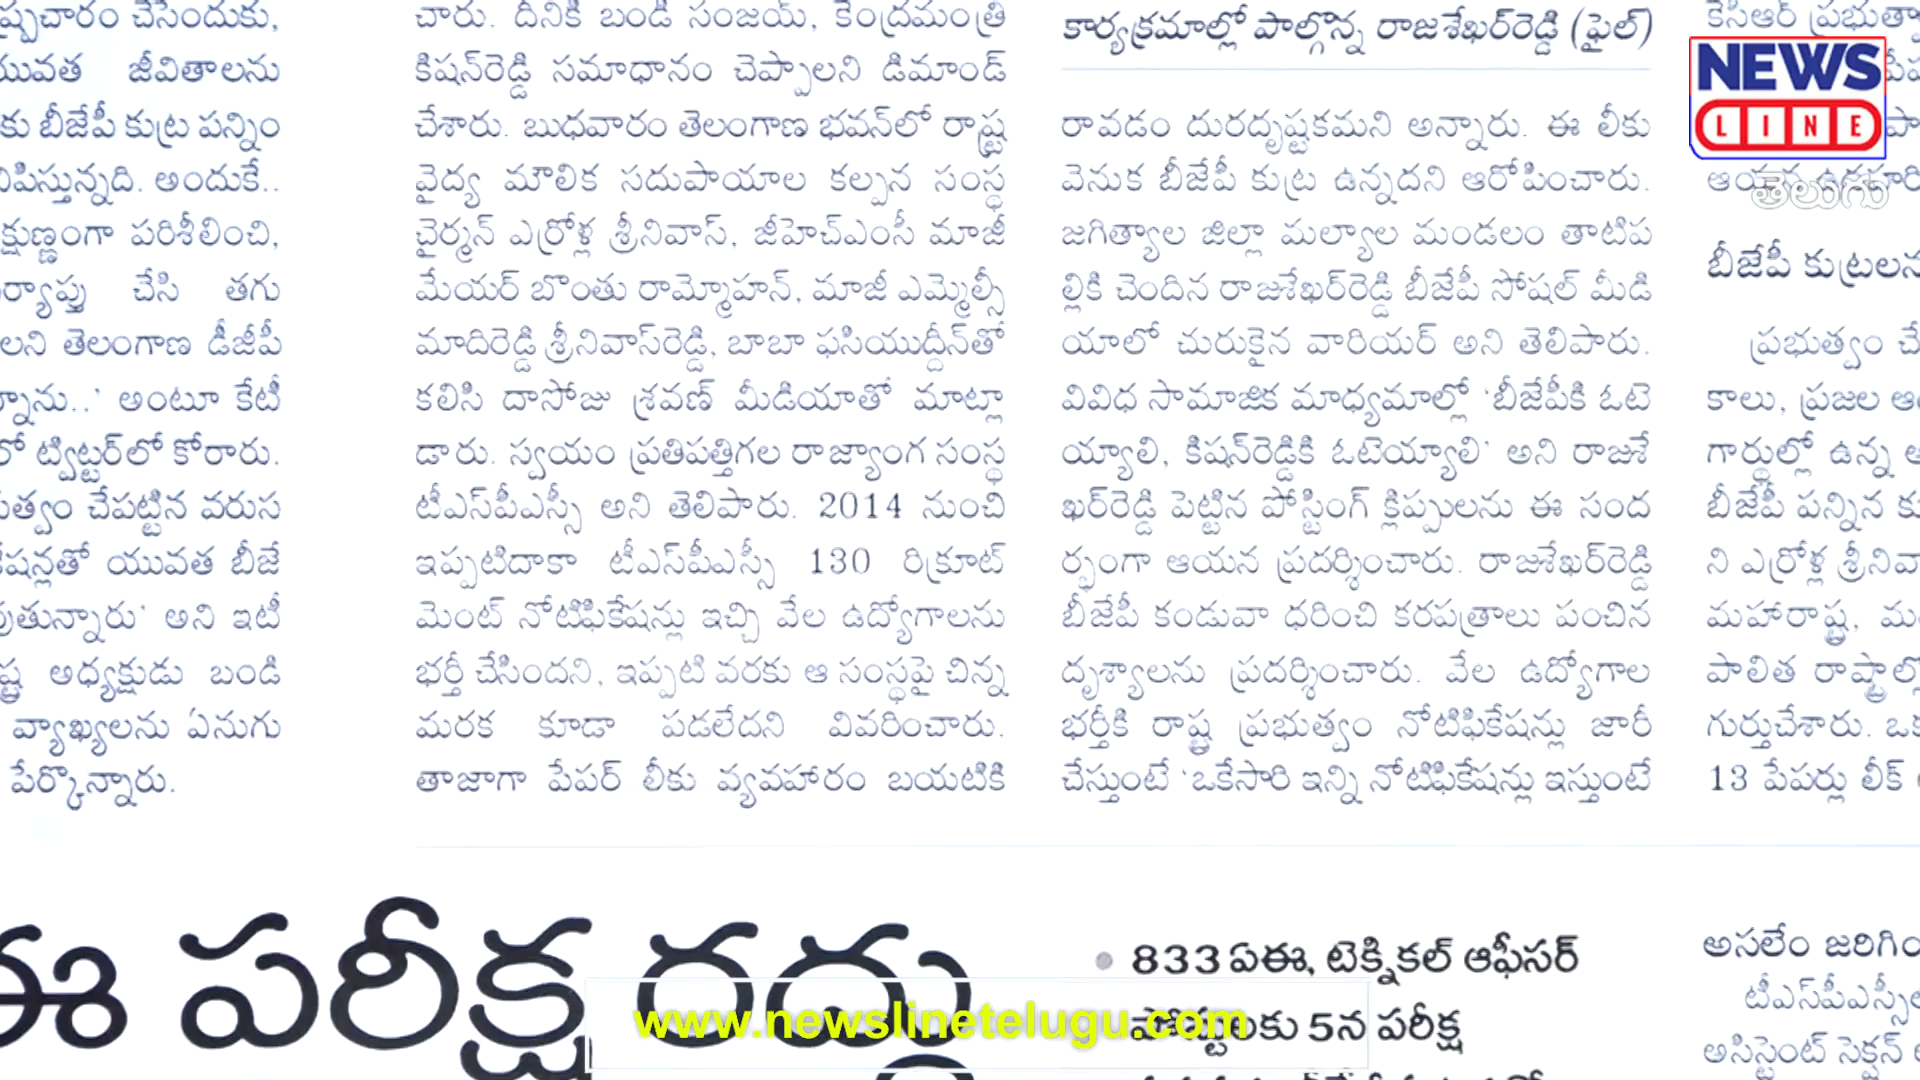 ష్ప్రచారం చేసేందుకు,
యువత జీవితాలను
కు బీజేపీ కుట్ర పన్నిం
పిస్తున్నది. అందుకే..
క్షుణ్ణంగా పరిశీలించి,
ర్యాప్తు చేసి తగు
లని తెలంగాణ డీజీపీ
న్నాను..' అంటూ కేటీ
ట్విట్టర్‌లో కోరారు.
త్వం చేపట్టిన వరుస
కేషన్లతో యువత బీజే
వుతున్నారు' అని ఇటీ
ష్ట్ర అధ్యక్షుడు బండి
వ్యాఖ్యలను ఏనుగు
పేర్కొన్నారు.
చారు. దీనికి బండి సంజయ్, కేంద్రమంత్రి
కిషన్‌రెడ్డి సమాధానం చెప్పాలని డిమాండ్
చేశారు. బుధవారం తెలంగాణ భవన్‌లో రాష్ట్ర
వైద్య మౌలిక సదుపాయాల కల్పన సంస్థ
చైర్మన్ ఎర్రోళ్ల శ్రీనివాస్, జీహెచ్ఎంసీ మాజీ
మేయర్ బొంతు రామ్మోహన్, మాజీ ఎమ్మెల్సీ
మాదిరెడ్డి శ్రీనివాస్‌రెడ్డి, బాబా ఫసియుద్దీన్‌తో
కలిసి దాసోజు శ్రవణ్ మీడియాతో మాట్లా
డారు. స్వయం ప్రతిపత్తిగల రాజ్యాంగ సంస్థ
టీఎస్‌పీఎస్సీ అని తెలిపారు. 2014 నుంచి
ఇప్పటిదాకా టీఎస్‌పీఎస్సీ 130 రిక్రూట్
మెంట్ నోటిఫికేషన్లు ఇచ్చి వేల ఉద్యోగాలను
భర్తీ చేసిందని, ఇప్పటి వరకు ఆ సంస్థపై చిన్న
మరక కూడా పడలేదని వివరించారు.
తాజాగా పేపర్ లీకు వ్యవహారం బయటికి
కార్యక్రమాల్లో పాల్గొన్న రాజశేఖర్‌రెడ్డి (ఫైల్)
రావడం దురదృష్టకమని అన్నారు. ఈ లీకు
వెనుక బీజేపీ కుట్ర ఉన్నదని ఆరోపించారు.
జగిత్యాల జిల్లా మల్యాల మండలం తాటిప
ల్లికి చెందిన రాజశేఖర్‌రెడ్డి బీజేపీ సోషల్ మీడి
యాలో చురుకైన వారియర్ అని తెలిపారు.
వివిధ సామాజిక మాధ్యమాల్లో 'బీజేపీకి ఓటె
య్యాలి, కిషన్‌రెడ్డికి ఓటెయ్యాలి' అని రాజశే
ఖర్‌రెడ్డి పెట్టిన పోస్టింగ్ క్లిప్పులను ఈ సంద
ర్భంగా ఆయన ప్రదర్శించారు. రాజశేఖర్‌రెడ్డి
బీజేపీ కండువా ధరించి కరపత్రాలు పంచిన
దృశ్యాలను ప్రదర్శించారు. వేల ఉద్యోగాల
భర్తీకి రాష్ట్ర ప్రభుత్వం నోటిఫికేషన్లు జారీ
చేస్తుంటే 'ఒకేసారి ఇన్ని నోటిఫికేషన్లు ఇస్తుంటే
కేసీఆర్ ప్రభుత్వా
బీజేపీ కుట్రలను
ప్రభుత్వం చే
కాలు, ప్రజల
గార్థుల్లో ఉన్న
బీజేపీ పన్నిన
ని ఎర్రోళ్ల శ్రీనివా
మహారాష్ట్ర,
పాలిత రాష్ట్రాల్లో
గుర్తుచేశారు.
13 పేపర్లు లీక్
NEWS
LINE
తెలుగు
ఈ పరీక్ష రద్దు
833 ఏఈ, టెక్నికల్ ఆఫీసర్
పోస్టులకు 5న పరీక్ష
www.newslinetelugu.com
అసలేం జరిగిం
టీఎస్‌పీఎస్సీ
అసిస్టెంట్ సెక్షన్